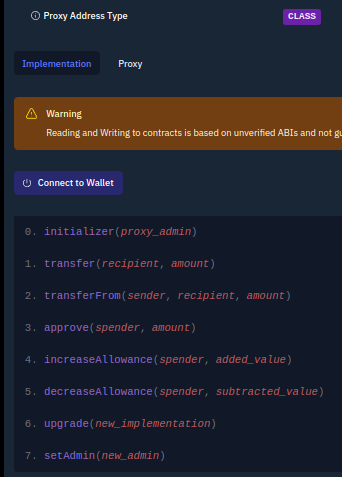 Proxy Address Type
CLASS
Implementation Proxy
Warning
Reading and Writing to contracts is based on unverified ABIs and not gu
Connect to Wallet
0. initializer(proxy_admin)
1. transfer(recipient, amount)
2. transferFrom(sender, recipient, amount)
3. approve(spender, amount)
4. increaseAllowance(spender, added_value)
5. decreaseAllowance(spender, subtracted_value)
6. upgrade(new_implementation)
7. setAdmin(new_admin)